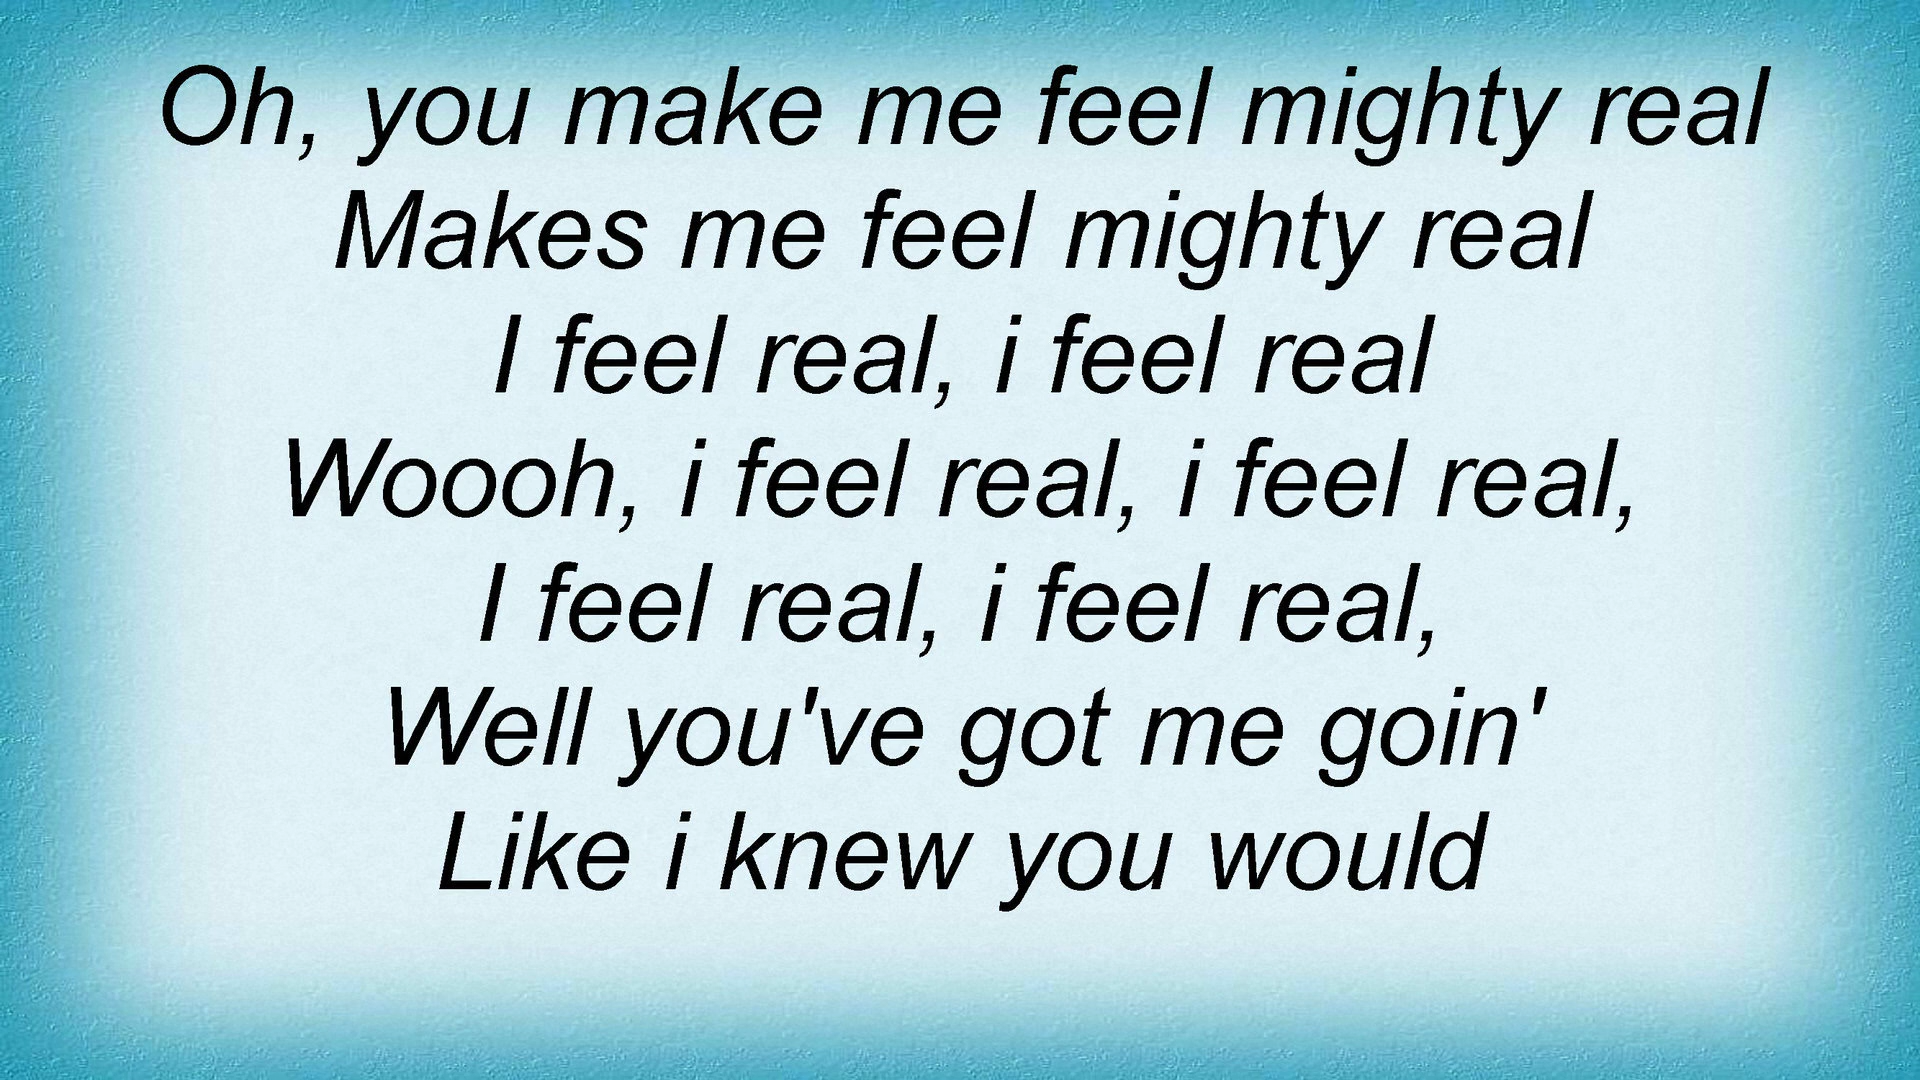 Oh, you make me feel mighty real
Makes me feel mighty real
I feel real, i feel real
Woooh, i feel real, i feel real,
I feel real, i feel real,
Well you've got me goin'
Like i knew you would